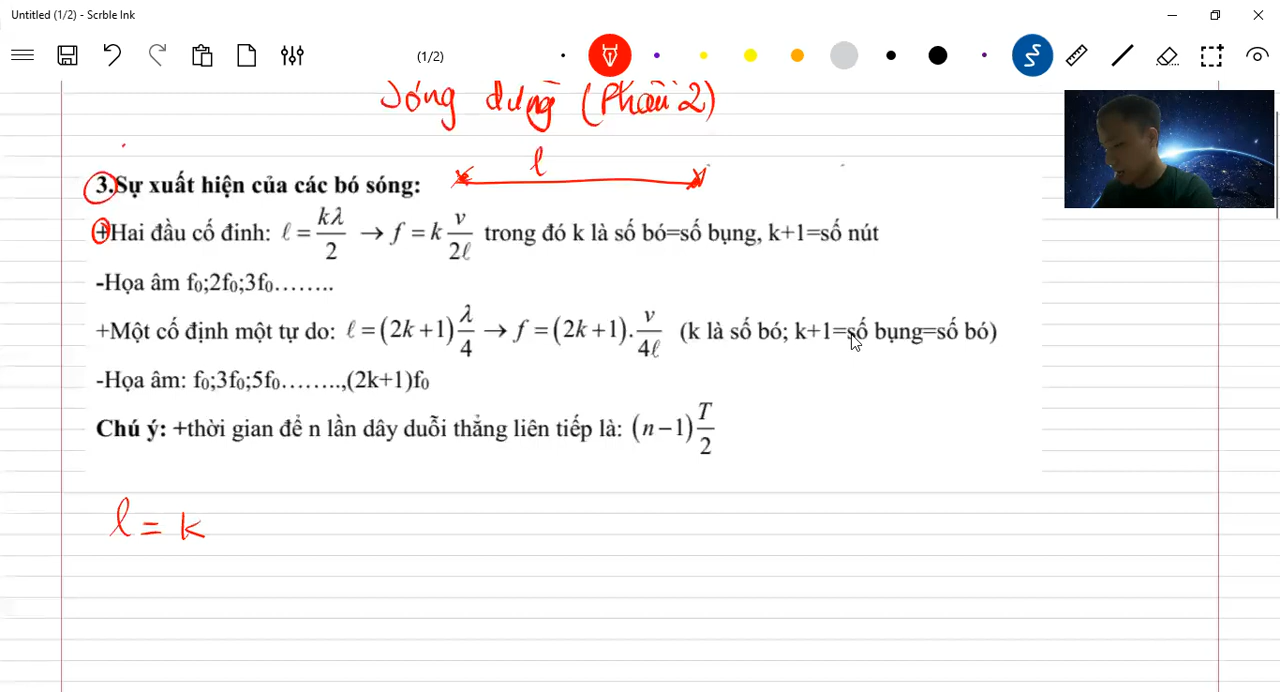 Untitled (1/2) - Scrble Ink
(1/2)
Sóng dừng (Phần 2)
l
3.Sự xuất hiện của các bó sóng:
+Hai đầu cố đinh: ℓ = kλ/2 → f = k v/2ℓ trong đó k là số bó=số bụng, k+1=số nút
-Họa âm f₀;2f₀;3f₀……..
+Một cố định một tự do: ℓ = (2k+1) λ/4 → f = (2k+1). v/4ℓ (k là số bó; k+1=số bụng=số bó)
-Họa âm: f₀;3f₀;5f₀……..,(2k+1)f₀
Chú ý: +thời gian để n lần dây duỗi thẳng liên tiếp là: (n−1) T/2
l = k